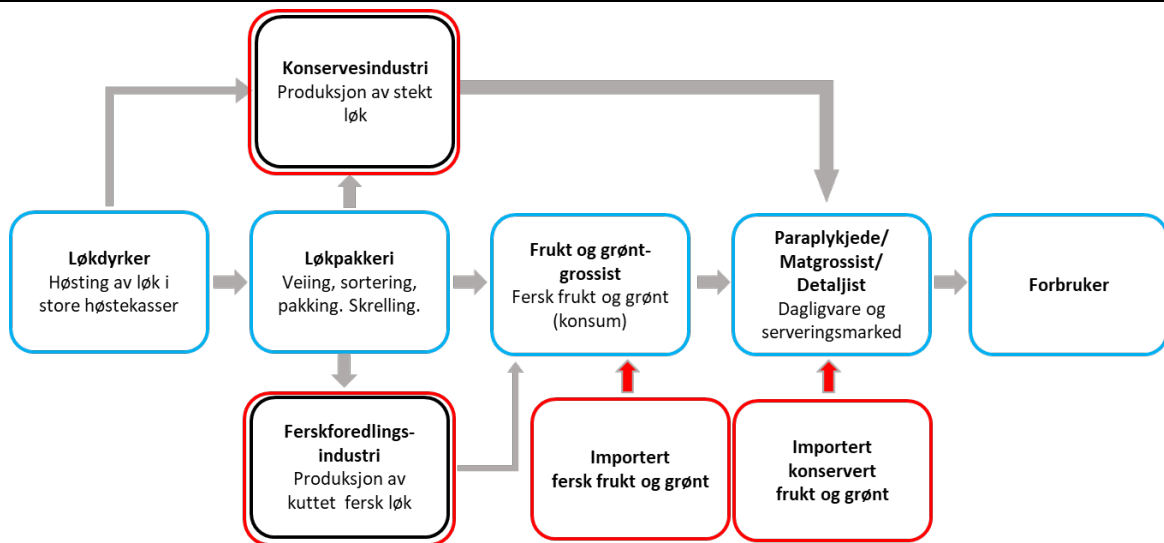 Konservesindustri
Produksjon av stekt
løk
Løkdyrker
Høsting av løk i
store høstekasser
Løkpakkeri
Veiing, sortering,
pakking. Skrelling.
Frukt og grønt-
grossist
Fersk frukt og grønt
(konsum)
Paraplykjede/
Matgrossist/
Detaljist
Dagligvare og
serveringsmarked
Forbruker
Ferskforedlings-
industri
Produksjon av
kuttet fersk løk
Importert
fersk frukt og grønt
Importert
konservert
frukt og grønt